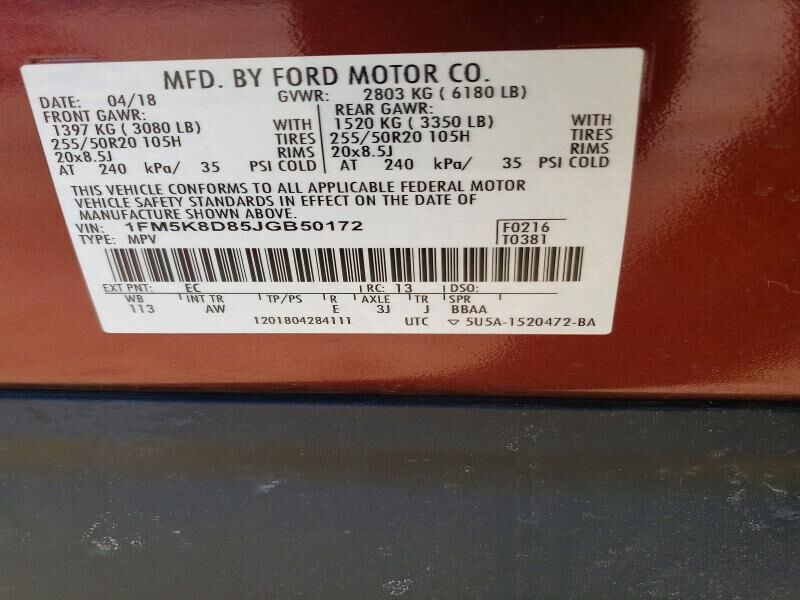 MFD. BY FORD MOTOR CO.
DATE: 04/18 GVWR: 2803 KG ( 6180 LB)
FRONT GAWR: REAR GAWR:
1397 KG ( 3080 LB) WITH 1520 KG ( 3350 LB) WITH
255/50R20 105H TIRES 255/50R20 105H TIRES
20x8.5J RIMS 20x8.5J RIMS
AT 240 kPa/ 35 PSI COLD AT 240 kPa/ 35 PSI COLD
THIS VEHICLE CONFORMS TO ALL APPLICABLE FEDERAL MOTOR
VEHICLE SAFETY STANDARDS IN EFFECT ON THE DATE OF
MANUFACTURE SHOWN ABOVE.
VIN: 1FM5K8D85JGB50172 F0216
TYPE: MPV T0381
EXT PNT: EC RC: 13 DSO:
WB INT TR TP/PS R AXLE TR SPR
113 AW E 3J J BBAA
1201804284111 UTC ▽ 5U5A-1520472-BA